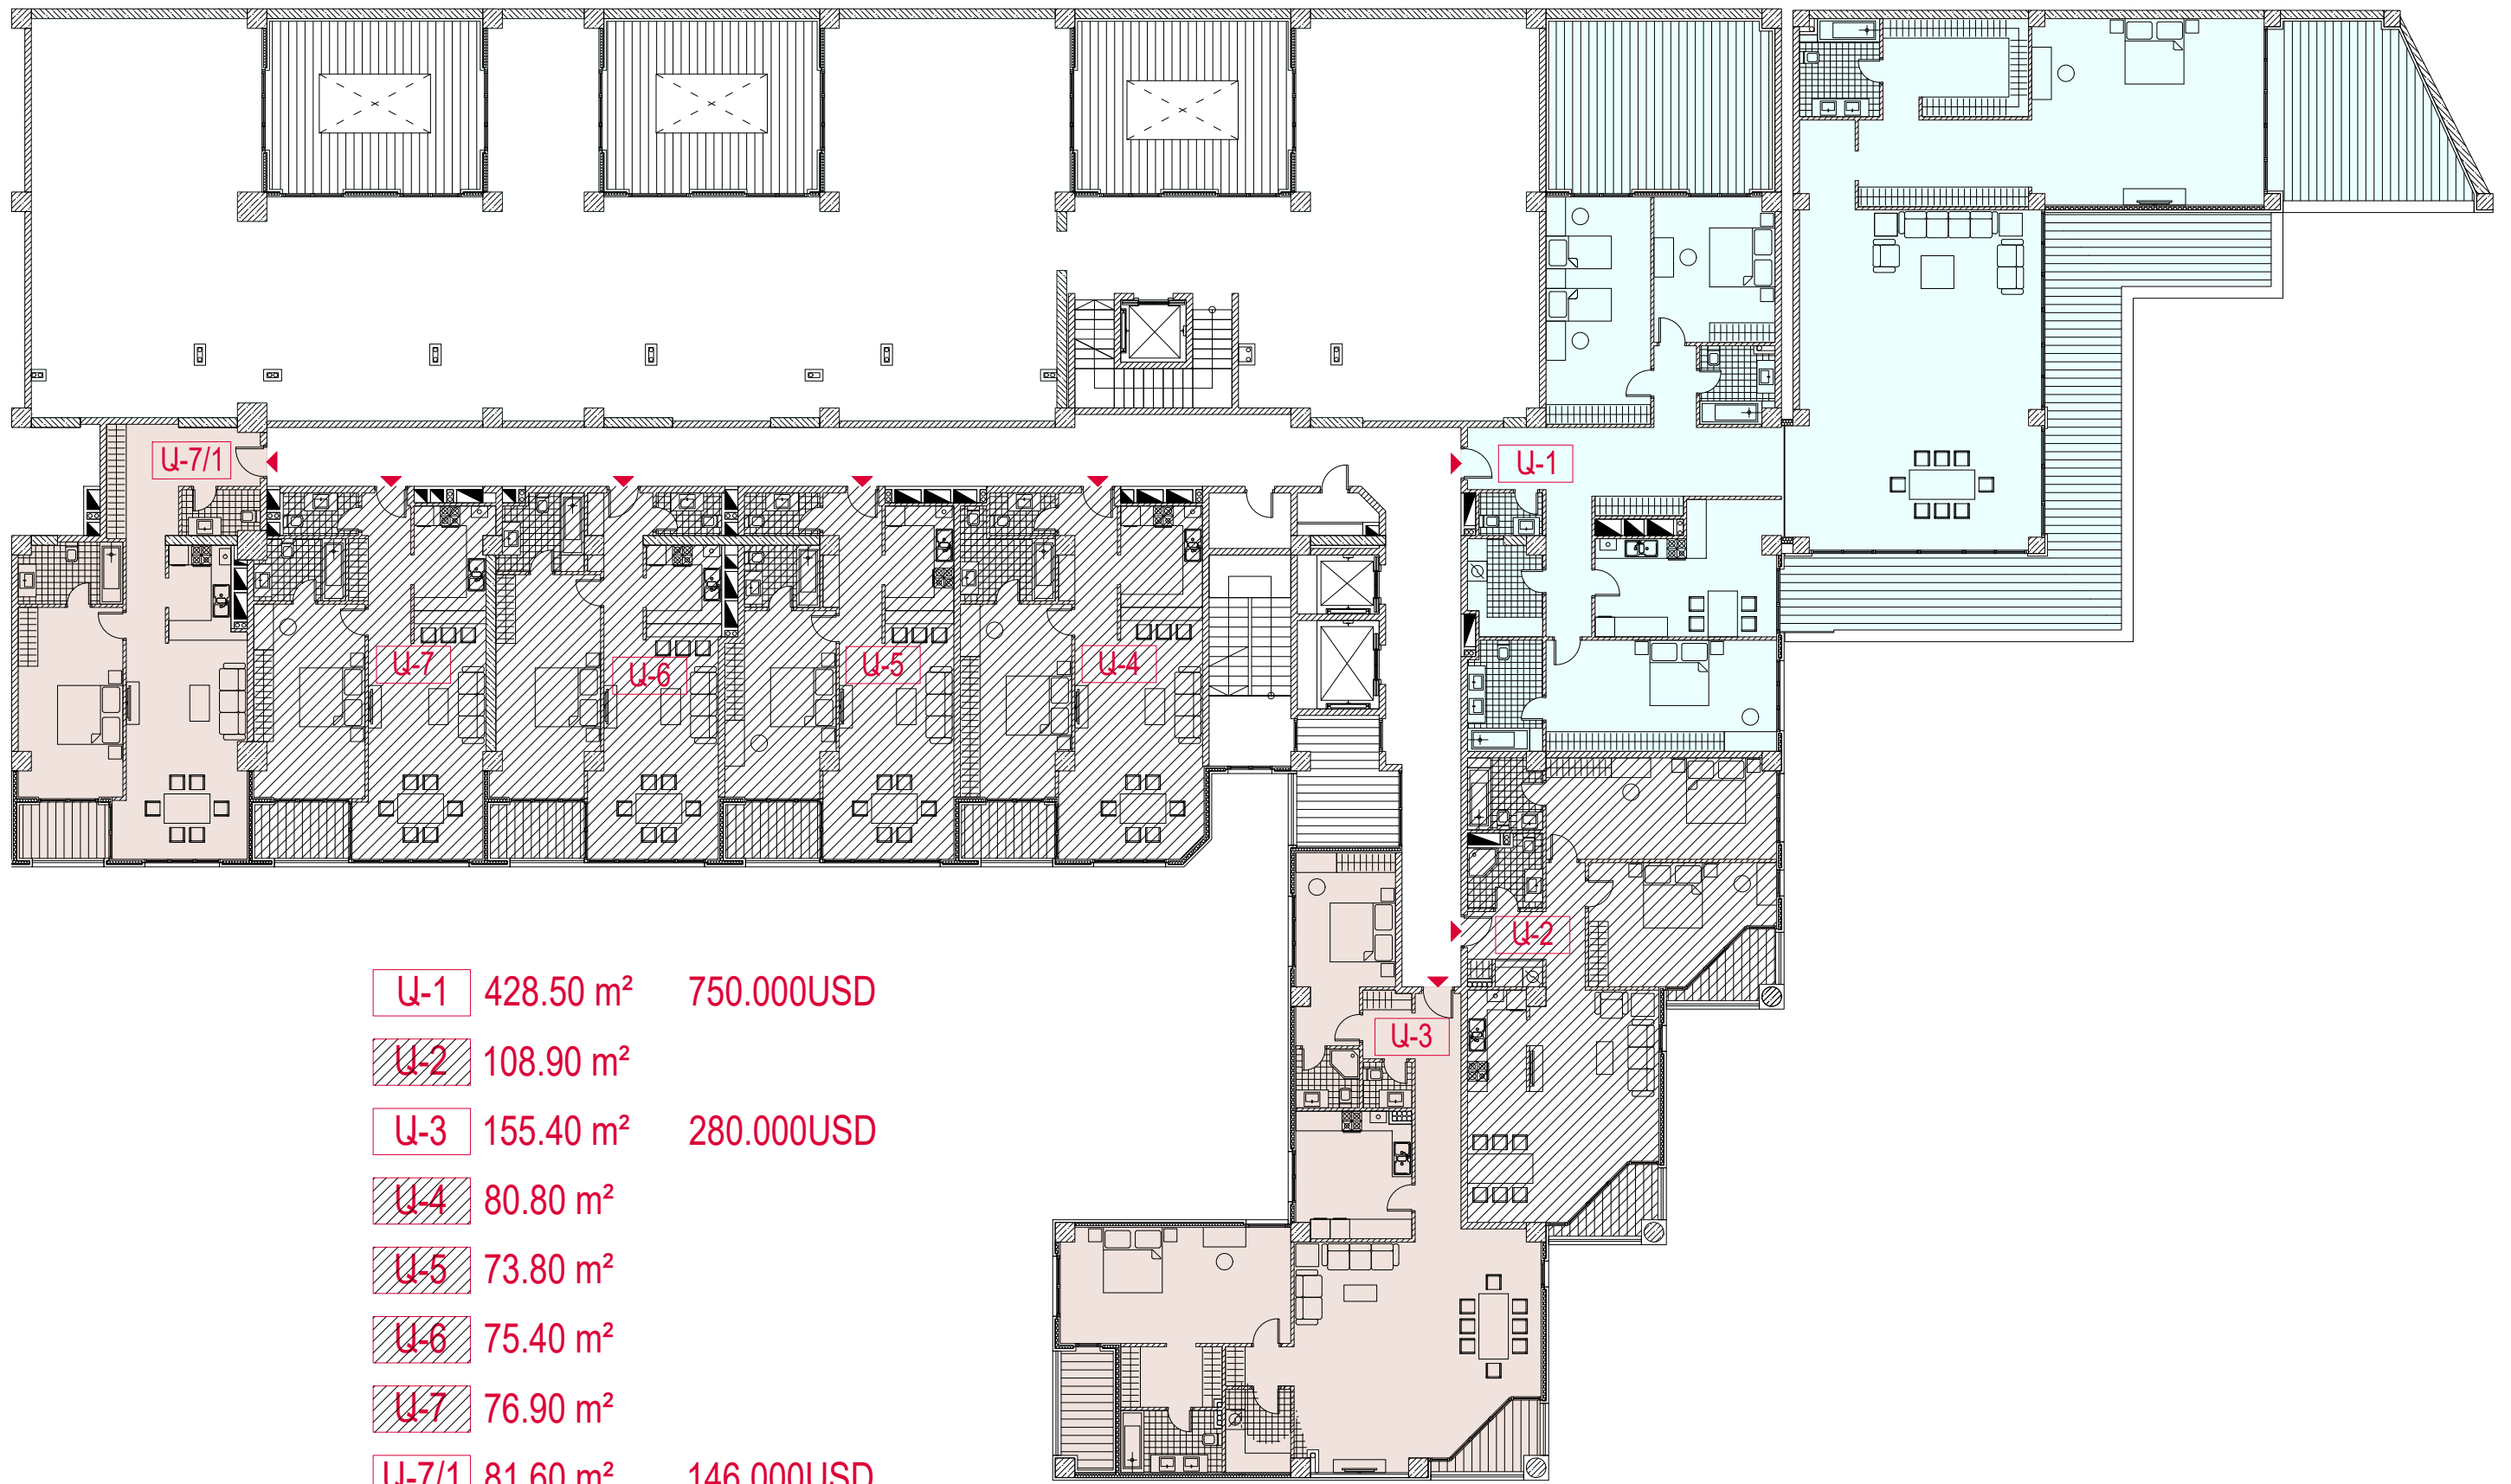 Ա-7/1
Ա-1
Ա-7
Ա-6
Ա-5
Ա-4
Ա-2
Ա-3
Ա-1 428.50 m² 750.000USD
Ա-2 108.90 m²
Ա-3 155.40 m² 280.000USD
Ա-4 80.80 m²
Ա-5 73.80 m²
Ա-6 75.40 m²
Ա-7 76.90 m²
Ա-7/1 81.60 m² 146.000USD